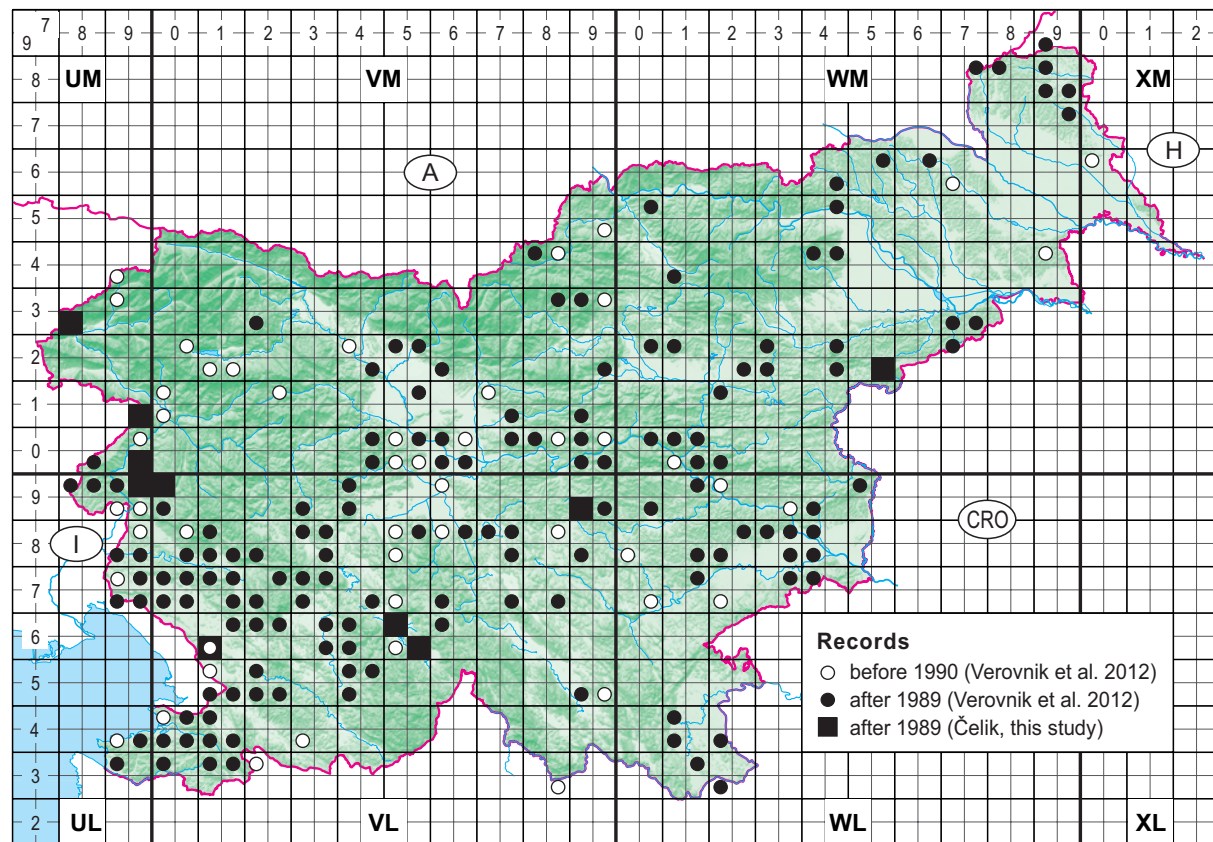 7
9 8 9 0 1 2 3 4 5 6 7 8 9 0 1 2 3 4 5 6 7 8 9 0 1 2
8 UM VM WM XM
7
6 A H
5
4
3
2
1
0
9
CRO
8 I
7
6
Records
before 1990 (Verovnik et al. 2012)
5
after 1989 (Verovnik et al. 2012)
4
after 1989 (Čelik, this study)
3
2 UL VL WL XL